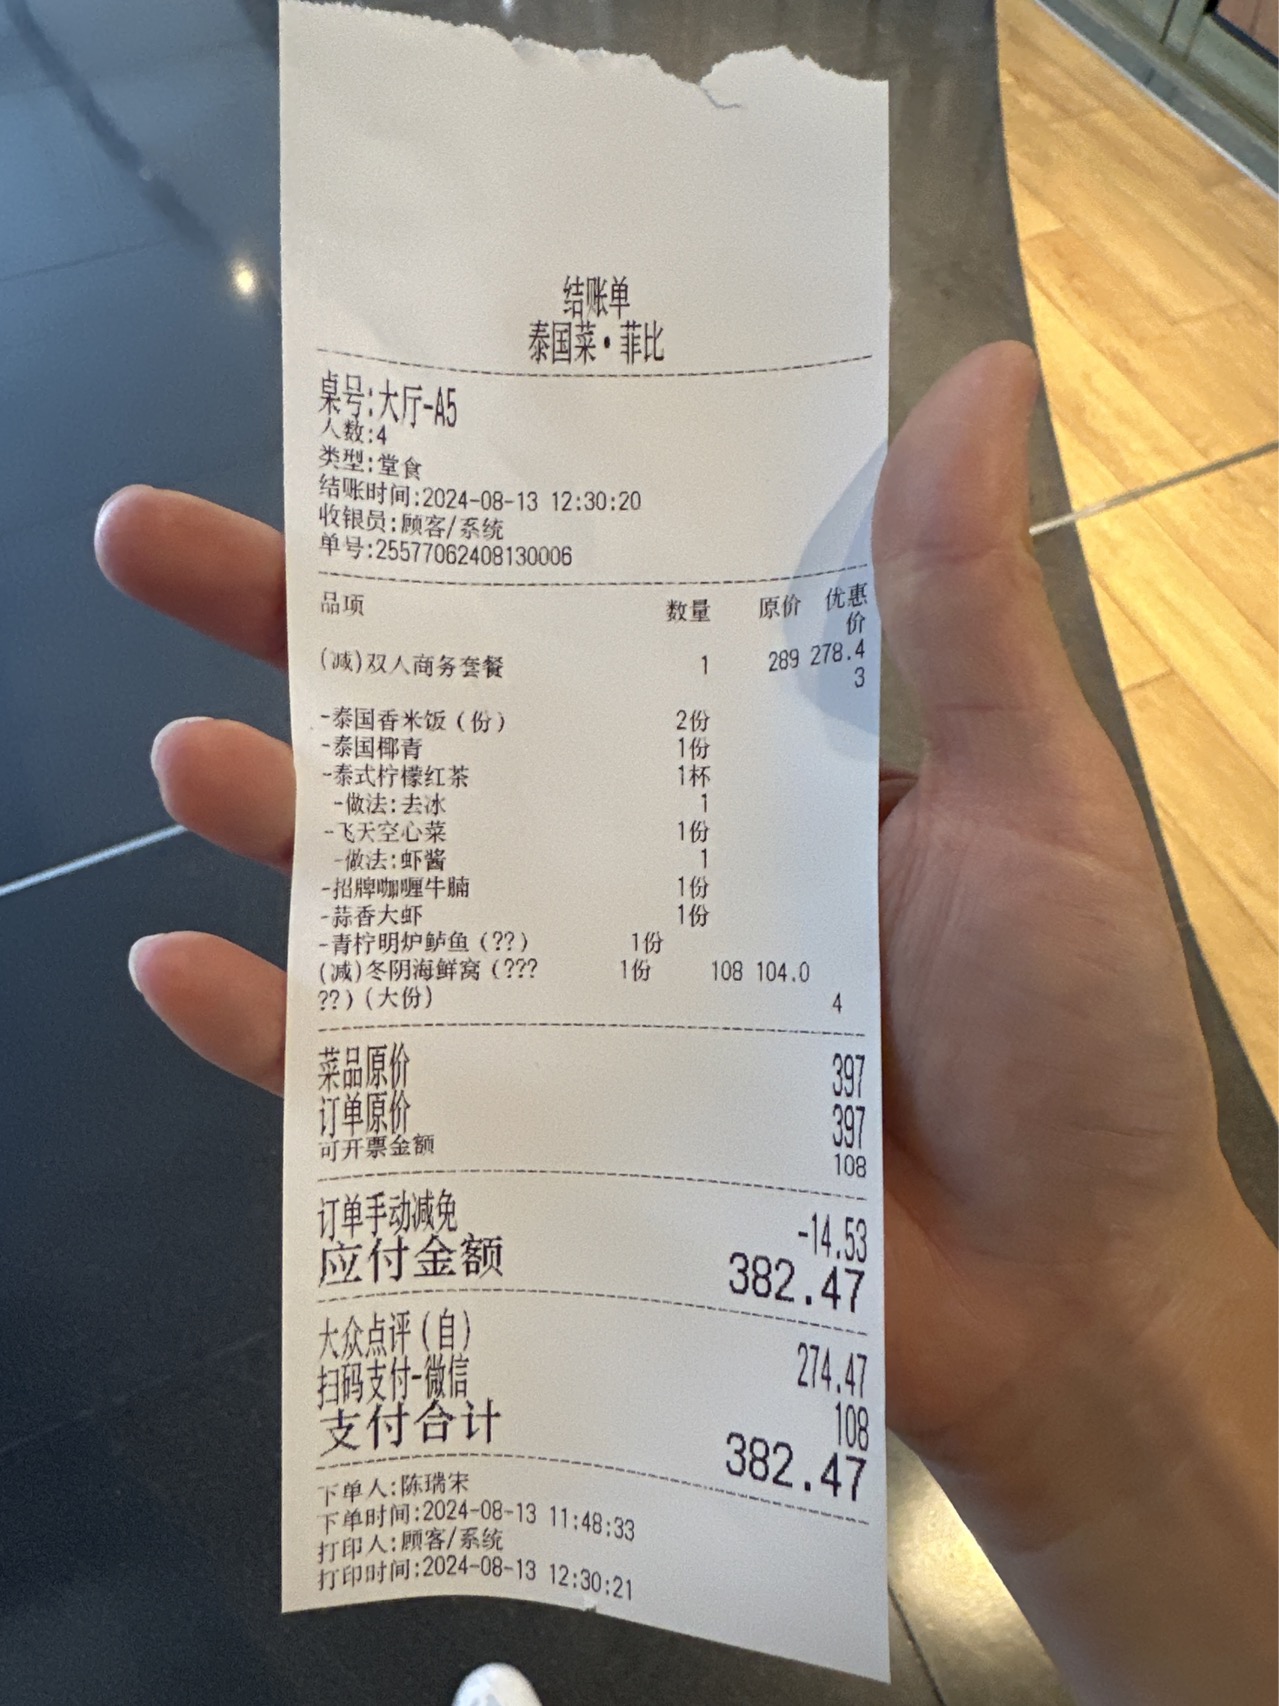 结账单
泰国菜·菲比
桌号:大厅-A5
人数:4
类型:堂食
结账时间:2024-08-13 12:30:20
收银员:顾客/系统
单号:25577062408130006
品项 数量 原价 优惠价
(减)双人商务套餐 1 289 278.43
-泰国香米饭(份) 2份
-泰国椰青 1份
-泰式柠檬红茶 1杯
-做法:去冰 1
-飞天空心菜 1份
-做法:虾酱 1
-招牌咖喱牛腩 1份
-蒜香大虾 1份
-青柠明炉鲈鱼(??) 1份
(减)冬阴海鲜窝(??? 1份 108 104.0
??)(大份) 4
菜品原价 397
订单原价 397
可开票金额 108
订单手动减免 -14.53
应付金额 382.47
大众点评(自) 274.47
扫码支付-微信 108
支付合计 382.47
下单人:陈瑞宋
下单时间:2024-08-13 11:48:33
打印人:顾客/系统
打印时间:2024-08-13 12:30:21